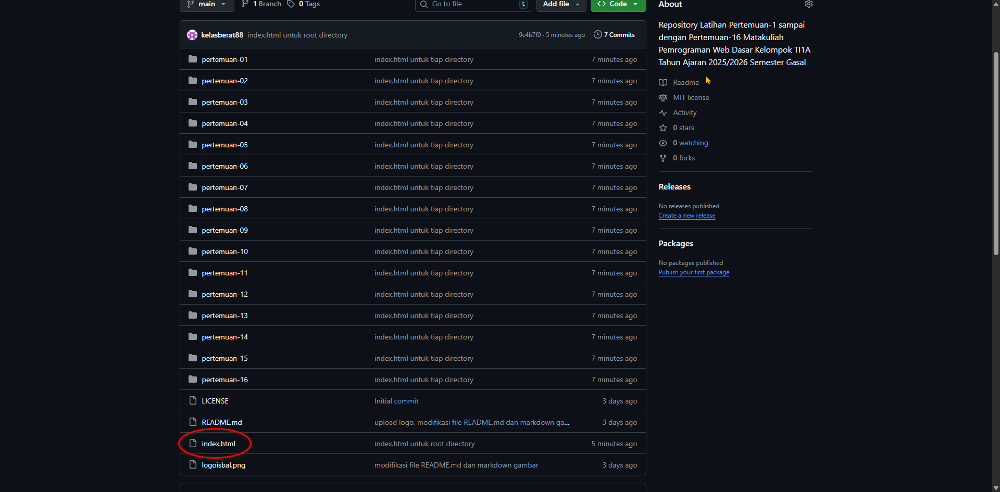 main
1 Branch
0 Tags
Go to file
t
Add file
Code
kelasberat88 index.html untuk root directory 9c4b7f0 · 5 minutes ago 7 Commits
pertemuan-01 index.html untuk tiap directory 7 minutes ago
pertemuan-02 index.html untuk tiap directory 7 minutes ago
pertemuan-03 index.html untuk tiap directory 7 minutes ago
pertemuan-04 index.html untuk tiap directory 7 minutes ago
pertemuan-05 index.html untuk tiap directory 7 minutes ago
pertemuan-06 index.html untuk tiap directory 7 minutes ago
pertemuan-07 index.html untuk tiap directory 7 minutes ago
pertemuan-08 index.html untuk tiap directory 7 minutes ago
pertemuan-09 index.html untuk tiap directory 7 minutes ago
pertemuan-10 index.html untuk tiap directory 7 minutes ago
pertemuan-11 index.html untuk tiap directory 7 minutes ago
pertemuan-12 index.html untuk tiap directory 7 minutes ago
pertemuan-13 index.html untuk tiap directory 7 minutes ago
pertemuan-14 index.html untuk tiap directory 7 minutes ago
pertemuan-15 index.html untuk tiap directory 7 minutes ago
pertemuan-16 index.html untuk tiap directory 7 minutes ago
LICENSE Initial commit 3 days ago
README.md upload logo, modifikasi file README.md dan markdown ga... 3 days ago
index.html index.html untuk root directory 5 minutes ago
logoisbal.png modifikasi file README.md dan markdown gambar 3 days ago
About
Repository Latihan Pertemuan-1 sampai
dengan Pertemuan-16 Matakuliah
Pemrograman Web Dasar Kelompok TI1A
Tahun Ajaran 2025/2026 Semester Gasal
Readme
MIT license
Activity
0 stars
0 watching
0 forks
Releases
No releases published
Create a new release
Packages
No packages published
Publish your first package